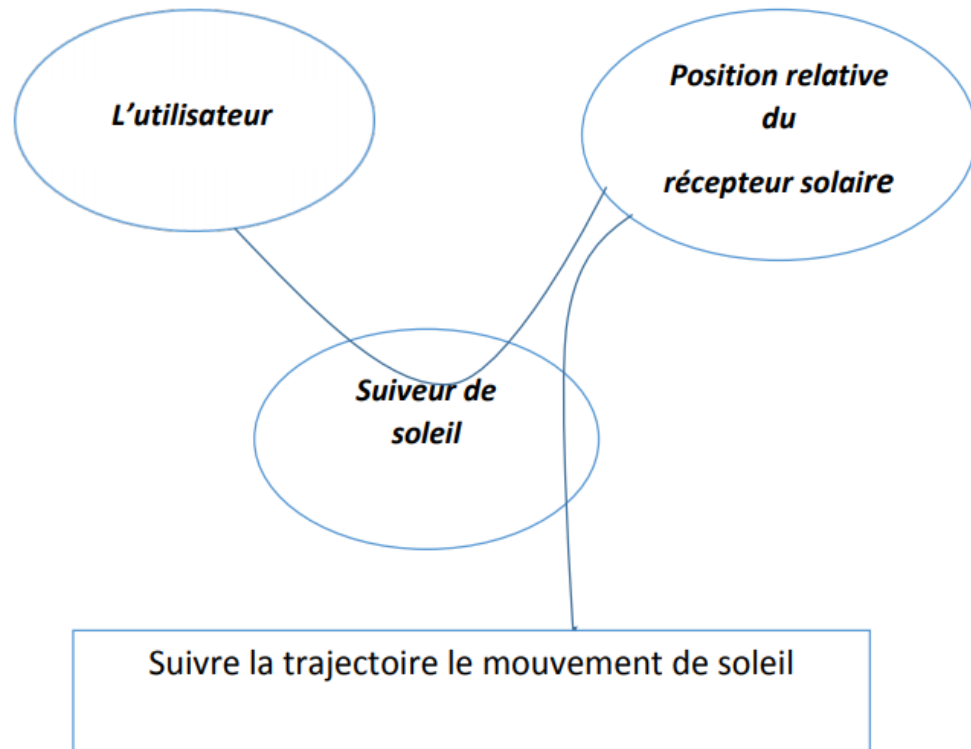 L’utilisateur
Position relative
du
récepteur solaire
Suiveur de
soleil
Suivre la trajectoire le mouvement de soleil